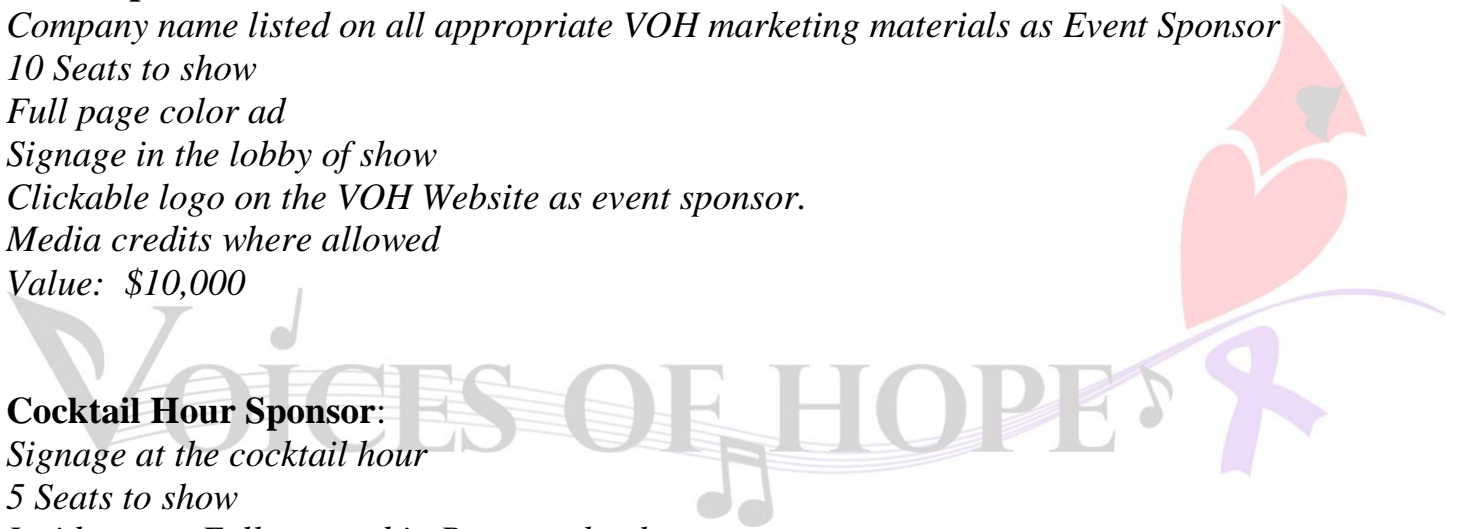 Company name listed on all appropriate VOH marketing materials as Event Sponsor
10 Seats to show
Full page color ad
Signage in the lobby of show
Clickable logo on the VOH Website as event sponsor.
Media credits where allowed
Value: $10,000
VOICES OF HOPE
Cocktail Hour Sponsor:
Signage at the cocktail hour
5 Seats to show